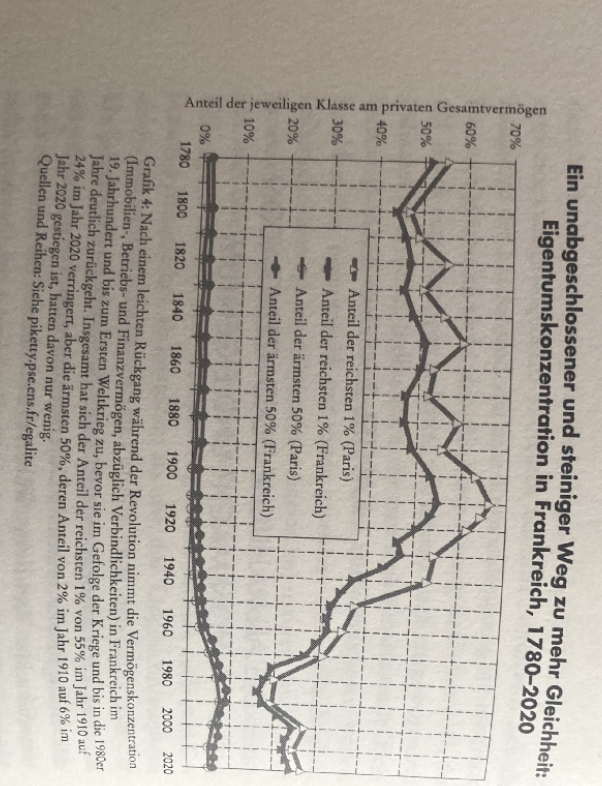 Ein unabgeschlossener und steiniger Weg zu mehr Gleichheit:
Eigentumskonzentration in Frankreich, 1780–2020
Anteil der jeweiligen Klasse am privaten Gesamtvermögen
70%
60%
50%
40%
30%
20%
10%
0%
Anteil der reichsten 1% (Paris)
Anteil der reichsten 1% (Frankreich)
Anteil der ärmsten 50% (Paris)
Anteil der ärmsten 50% (Frankreich)
1780 1800 1820 1840 1860 1880 1900 1920 1940 1960 1980 2000 2020
Grafik 4: Nach einem leichten Rückgang während der Revolution nimmt die Vermögenskonzentration
(Immobilien-, Betriebs- und Finanzvermögen, abzüglich Verbindlichkeiten) in Frankreich im
19. Jahrhundert und bis zum Ersten Weltkrieg zu, bevor sie im Gefolge der Kriege und bis in die 1980er
Jahre deutlich zurückgeht. Insgesamt hat sich der Anteil der reichsten 1% von 55% im Jahr 1910 auf
24% im Jahr 2020 verringert, aber die ärmsten 50%, deren Anteil von 2% im Jahr 1910 auf 6% im
Jahr 2020 gestiegen ist, hatten davon nur wenig.
Quellen und Reihen: Siehe piketty.pse.ens.fr/egalite